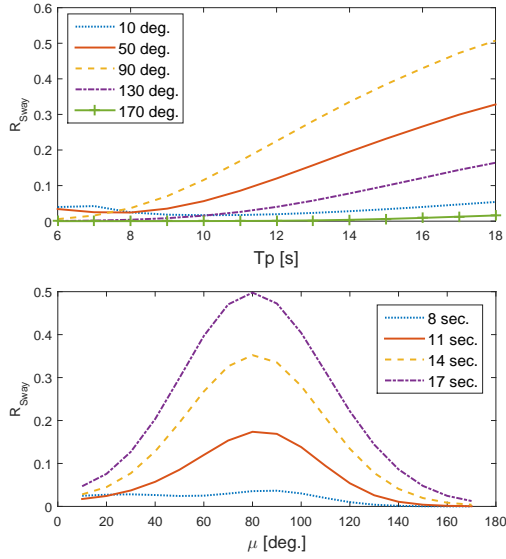 0.6
0.5
0.4
0.3
0.2
0.1
0
R_Sway
10 deg.
50 deg.
90 deg.
130 deg.
170 deg.
6 8 10 12 14 16 18
Tp [s]
0.5
0.4
0.3
0.2
0.1
0
R_Sway
8 sec.
11 sec.
14 sec.
17 sec.
0 20 40 60 80 100 120 140 160 180
μ [deg.]